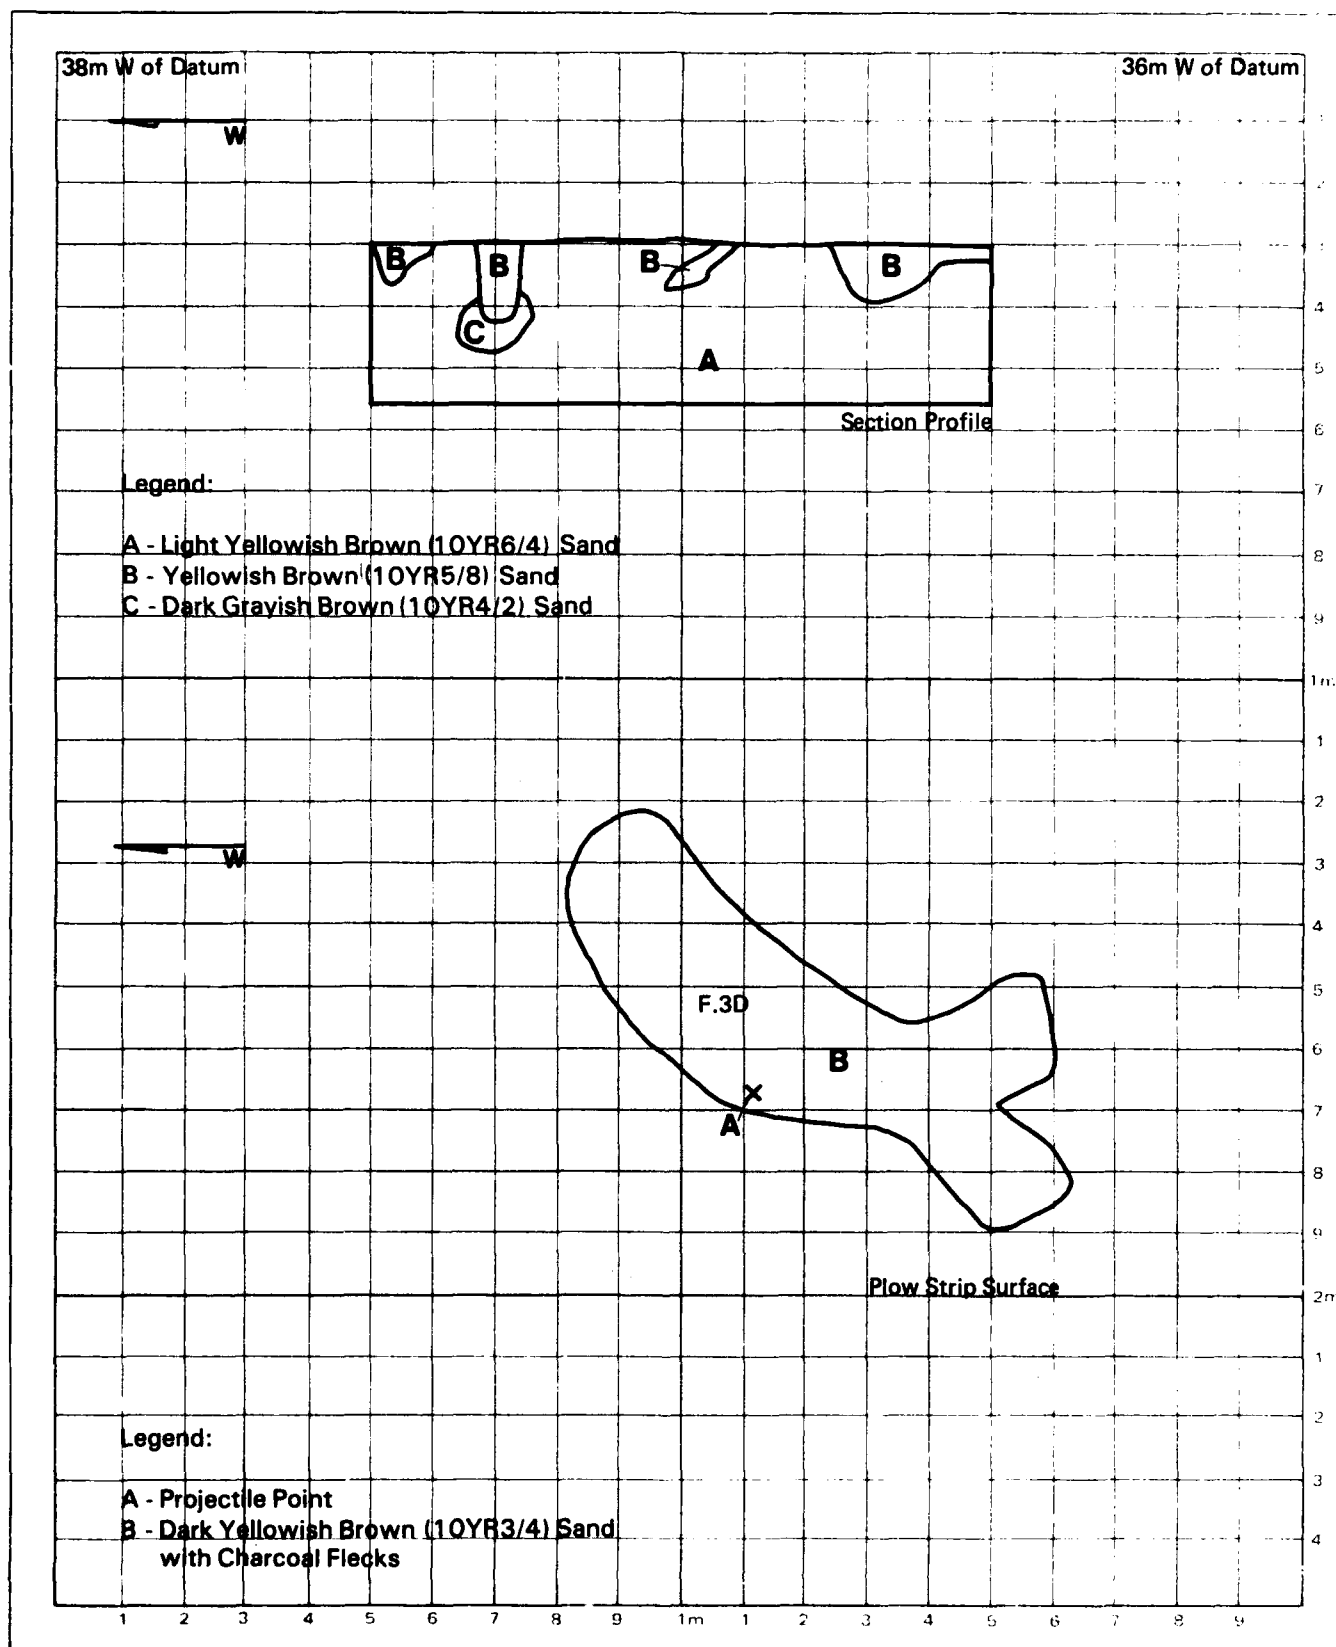 38m W of Datum
36m W of Datum
W
1
2
3
B
B
B
B
4
C
A
5
Section Profile
6
Legend:
7
A - Light Yellowish Brown (10YR6/4) Sand
8
B - Yellowish Brown (10YR5/8) Sand
C - Dark Grayish Brown (10YR4/2) Sand
9
1m
1
2
W
3
4
5
F.3D
B
6
A
7
8
9
Plow Strip Surface
2m
1
2
Legend:
3
A - Projectile Point
B - Dark Yellowish Brown (10YR3/4) Sand
with Charcoal Flecks
4
1 2 3 4 5 6 7 8 9 1m 1 2 3 4 5 6 7 8 9